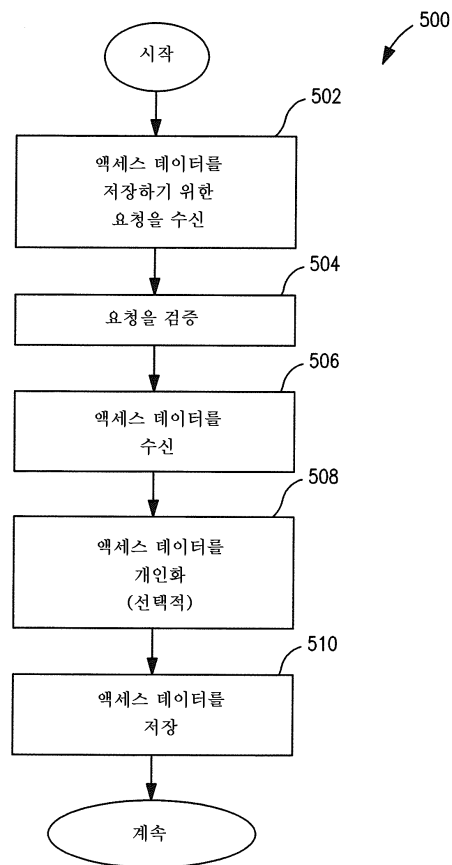 500
시작
502
액세스 데이터를
저장하기 위한
요청을 수신
504
요청을 검증
506
액세스 데이터를
수신
508
액세스 데이터를
개인화
(선택적)
510
액세스 데이터를
저장
계속